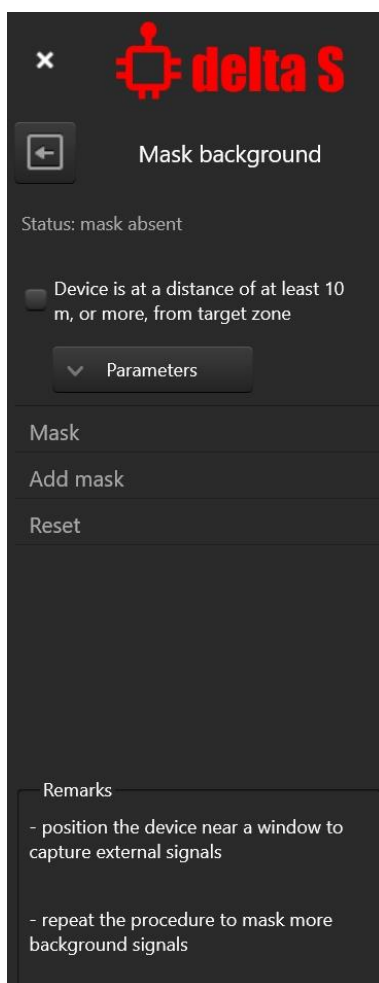 delta S
Mask background
Status: mask absent
Device is at a distance of at least 10
m, or more, from target zone
Parameters
Mask
Add mask
Reset
Remarks
- position the device near a window to
capture external signals
- repeat the procedure to mask more
background signals